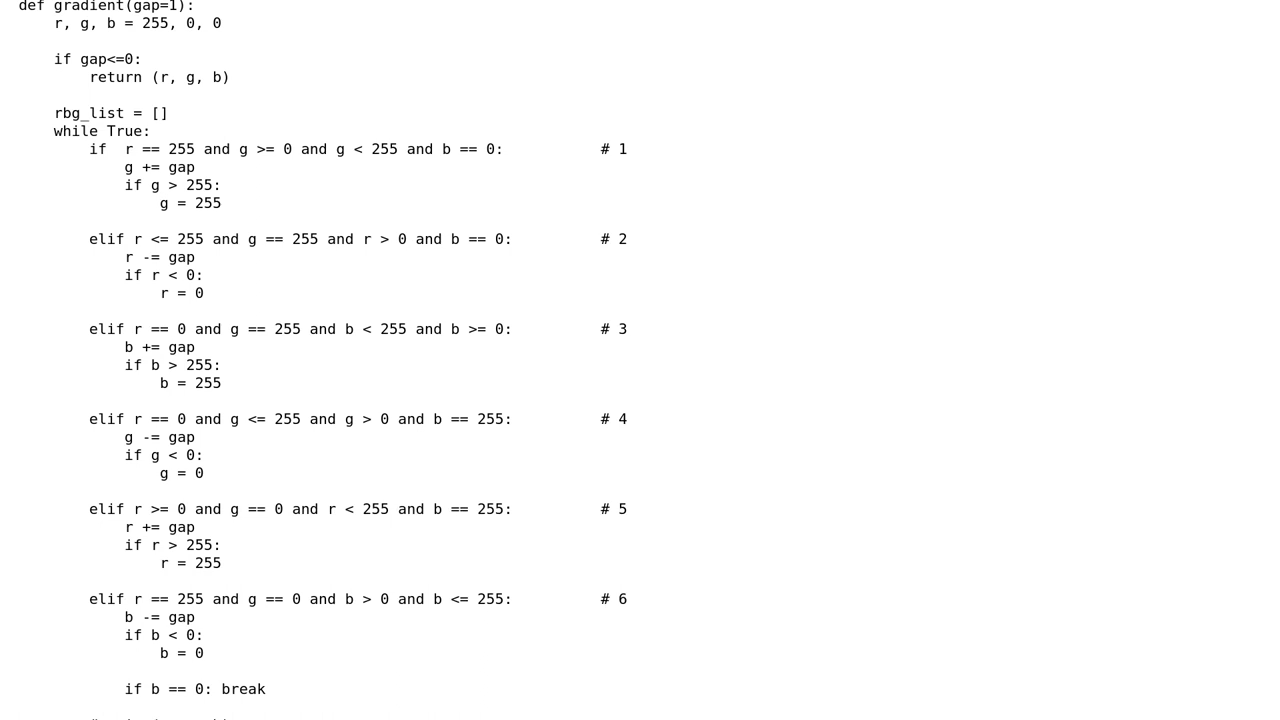 def gradient(gap=1):
    r, g, b = 255, 0, 0

    if gap<=0:
        return (r, g, b)

    rbg_list = []
    while True:
        if  r == 255 and g >= 0 and g < 255 and b == 0:           # 1
            g += gap
            if g > 255:
                g = 255

        elif r <= 255 and g == 255 and r > 0 and b == 0:          # 2
            r -= gap
            if r < 0:
                r = 0

        elif r == 0 and g == 255 and b < 255 and b >= 0:          # 3
            b += gap
            if b > 255:
                b = 255

        elif r == 0 and g <= 255 and g > 0 and b == 255:          # 4
            g -= gap
            if g < 0:
                g = 0

        elif r >= 0 and g == 0 and r < 255 and b == 255:          # 5
            r += gap
            if r > 255:
                r = 255

        elif r == 255 and g == 0 and b > 0 and b <= 255:          # 6
            b -= gap
            if b < 0:
                b = 0

            if b == 0: break